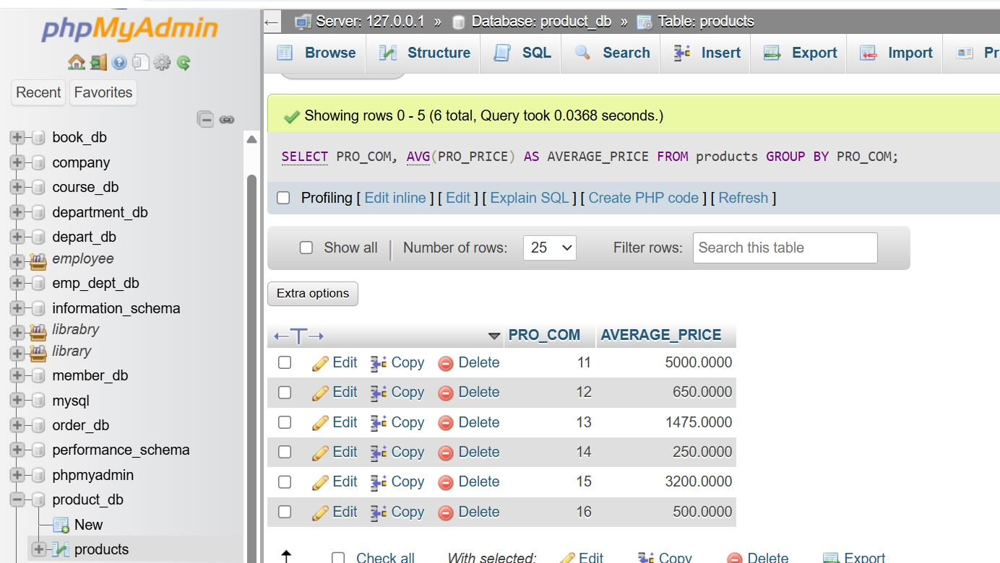 phpMyAdmin
Recent Favorites
book_db
company
course_db
department_db
depart_db
employee
emp_dept_db
information_schema
librabry
library
member_db
mysql
order_db
performance_schema
phpmyadmin
product_db
New
products
Server: 127.0.0.1 » Database: product_db » Table: products
Browse Structure SQL Search Insert Export Import Pr
Showing rows 0 - 5 (6 total, Query took 0.0368 seconds.)
SELECT PRO_COM, AVG(PRO_PRICE) AS AVERAGE_PRICE FROM products GROUP BY PRO_COM;
Profiling [ Edit inline ] [ Edit ] [ Explain SQL ] [ Create PHP code ] [ Refresh ]
Show all | Number of rows: 25 Filter rows: Search this table
Extra options
←T→ PRO_COM AVERAGE_PRICE
Edit Copy Delete 11 5000.0000
Edit Copy Delete 12 650.0000
Edit Copy Delete 13 1475.0000
Edit Copy Delete 14 250.0000
Edit Copy Delete 15 3200.0000
Edit Copy Delete 16 500.0000
Check all With selected: Edit Copy Delete Export